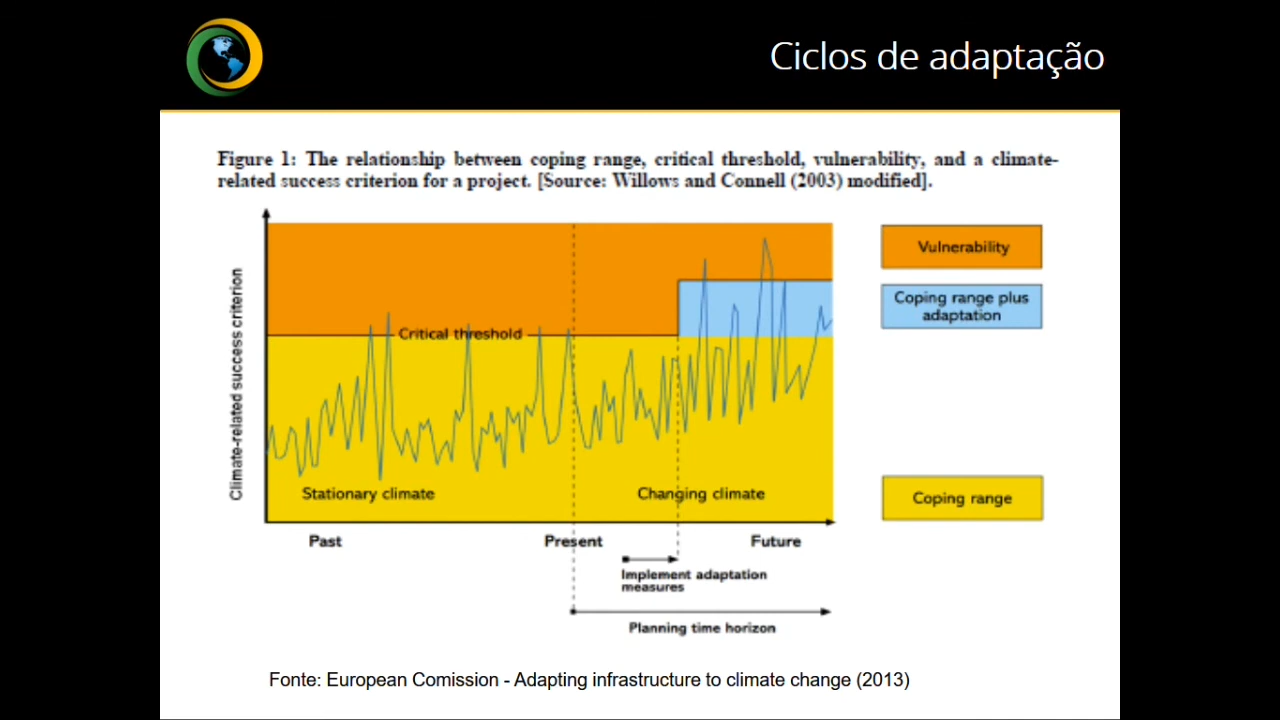 Ciclos de adaptação
Figure 1: The relationship between coping range, critical threshold, vulnerability, and a climate-
related success criterion for a project. [Source: Willows and Connell (2003) modified].
Climate-related success criterion
Vulnerability
Coping range plus
adaptation
Critical threshold
Stationary climate
Changing climate
Coping range
Past
Present
Future
Implement adaptation
measures
Planning time horizon
Fonte: European Comission - Adapting infrastructure to climate change (2013)